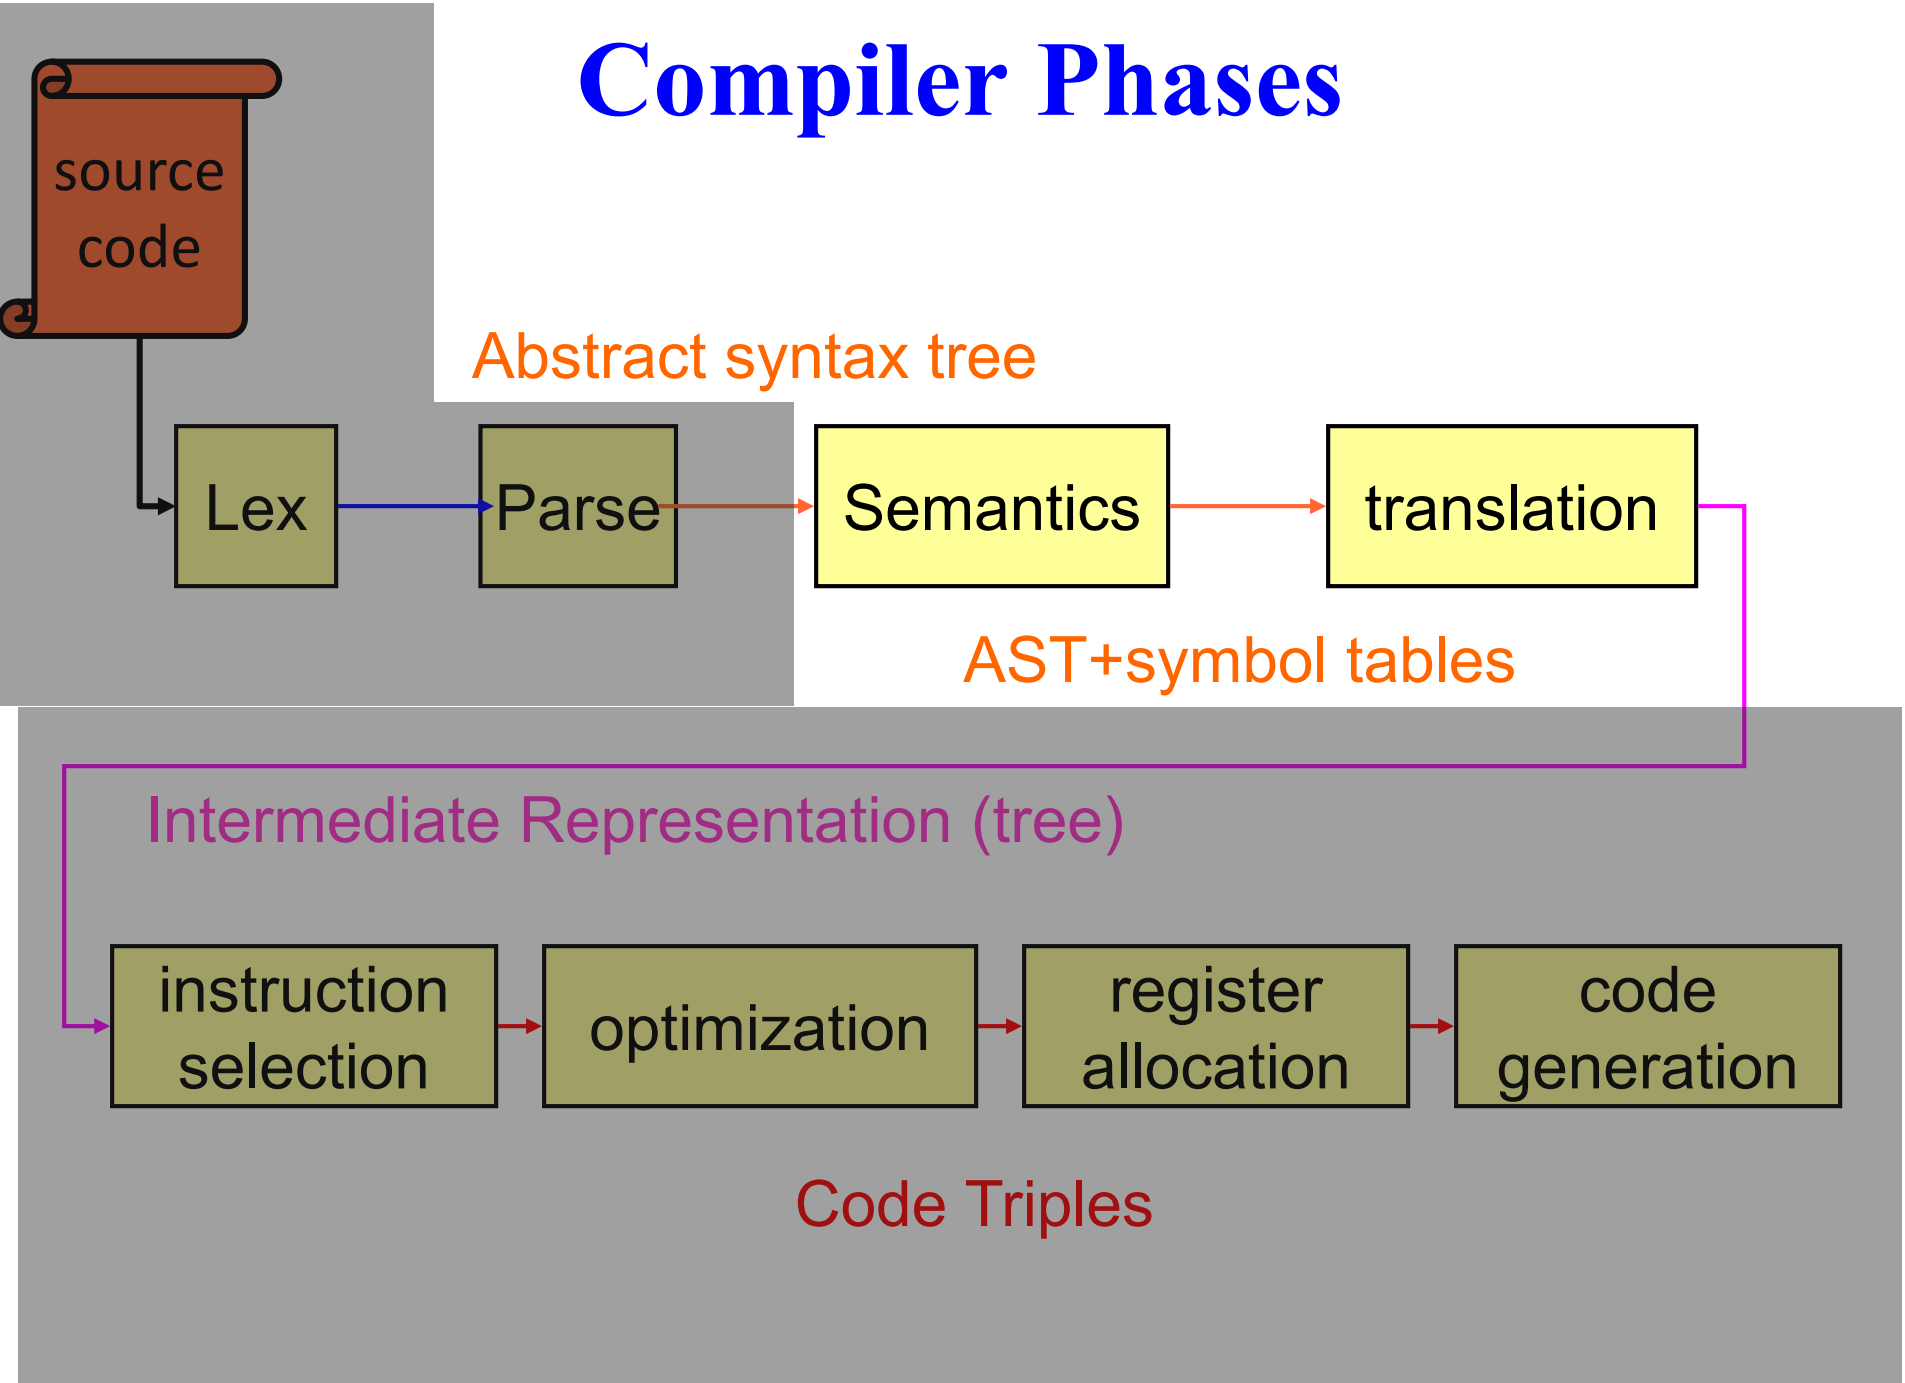 Compiler Phases
source
code
Abstract syntax tree
Lex
Parse
Semantics
translation
AST+symbol tables
Intermediate Representation (tree)
instruction
selection
optimization
register
allocation
code
generation
Code Triples